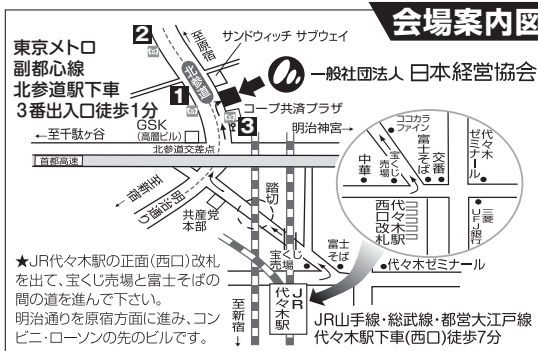 会場案内図
東京メトロ
副都心線
北参道駅下車
3番出入口徒歩1分
2
至原宿
サンドウィッチ サブウェイ
北参道
一般社団法人 日本経営協会
1
コープ共済プラザ
3
明治神宮→
←至千駄ヶ谷
GSK
(高層ビル)
北参道交差点
首都高速
至新宿
明治通り
共産党
本部
踏切
宝くじ
売場
富士
そば
代々木ゼミナール
ココカラ
ファイン
中華
宝くじ
売場
富士そば
交番
代々木
ゼミナール
代々木駅
西口改札
三菱
UFJ銀行
★JR代々木駅の正面(西口)改札
を出て、宝くじ売場と富士そばの
間の道を進んで下さい。
明治通りを原宿方面に進み、コン
ビニ・ローソンの先のビルです。
至新宿
JR
代々木駅
JR山手線・総武線・都営大江戸線
代々木駅下車(西口)徒歩7分